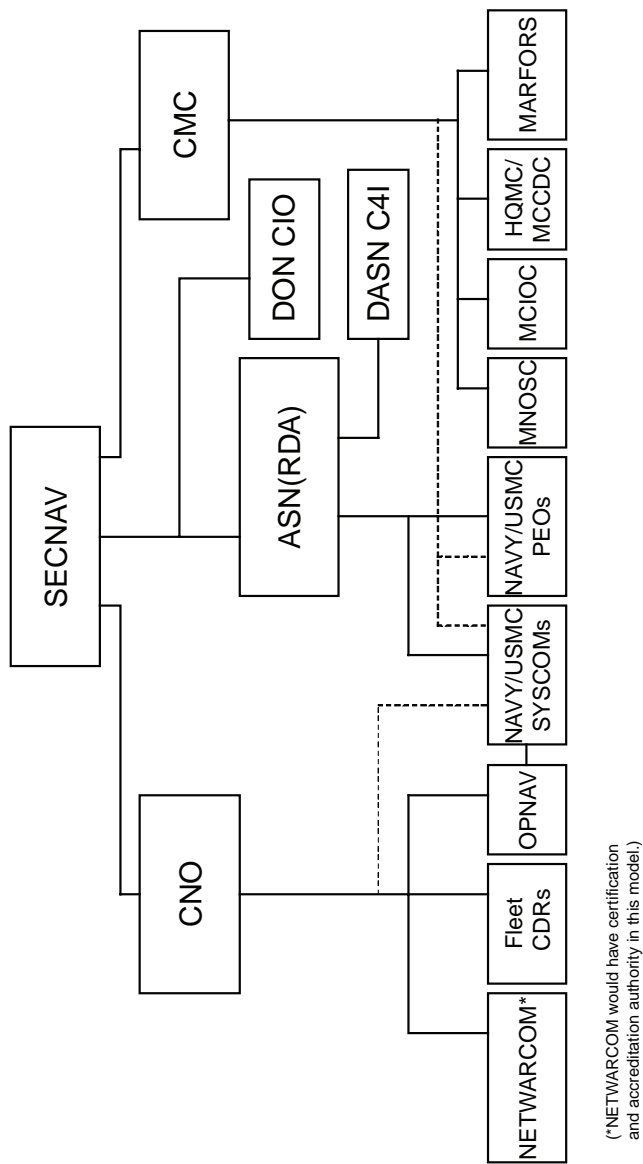 SECNAV
CNO
CMC
DON CIO
ASN(RDA)
DASN C4I
NETWARCOM*
Fleet
CDRs
OPNAV
NAVY/USMC
SYSCOMs
NAVY/USMC
PEOs
MNOSC
MCIOC
HQMC/
MCCDC
MARFORS
(*NETWARCOM would have certification
and accreditation authority in this model.)